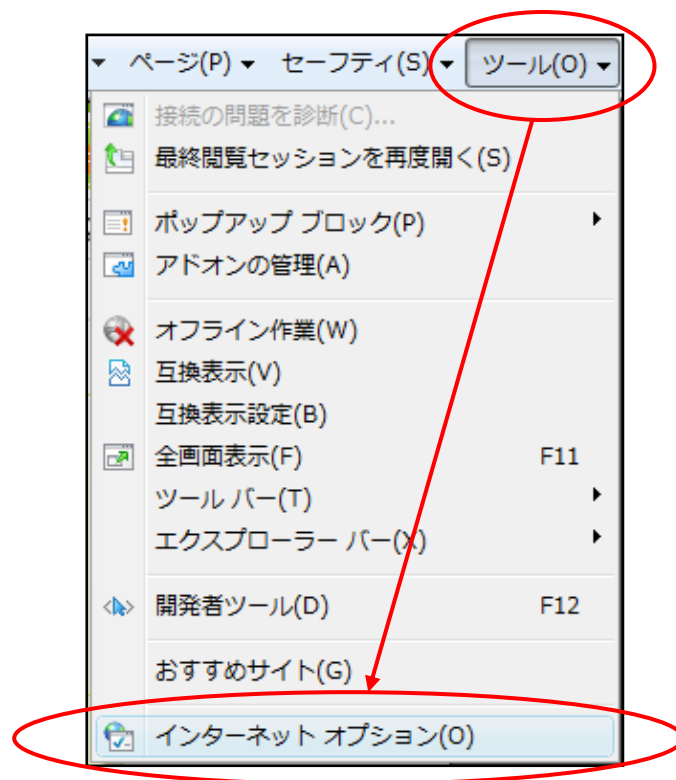 ページ(P) セーフティ(S) ツール(O)
接続の問題を診断(C)...
最終閲覧セッションを再度開く(S)
ポップアップ ブロック(P)
アドオンの管理(A)
オフライン作業(W)
互換表示(V)
互換表示設定(B)
全画面表示(F) F11
ツール バー(T)
エクスプローラー バー(X)
開発者ツール(D) F12
おすすめサイト(G)
インターネット オプション(O)